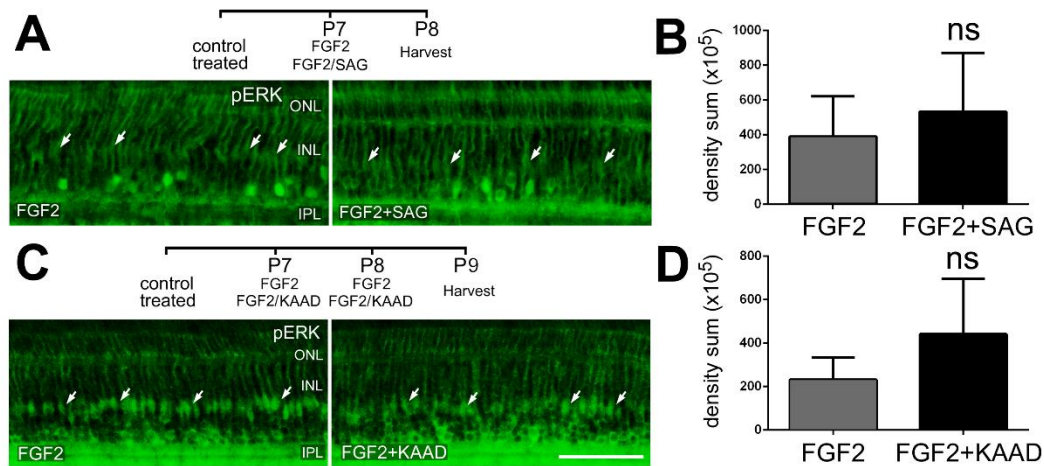 A
P7
P8
control
treated
FGF2
FGF2/SAG
Harvest
pERK
ONL
INL
IPL
FGF2
FGF2+SAG
B
ns
density sum (x10⁵)
1000
800
600
400
200
0
FGF2
FGF2+SAG
C
P7
P8
P9
control
treated
FGF2
FGF2/KAAD
FGF2
FGF2/KAAD
Harvest
pERK
ONL
INL
IPL
FGF2
FGF2+KAAD
D
ns
density sum (x10⁵)
800
600
400
200
0
FGF2
FGF2+KAAD